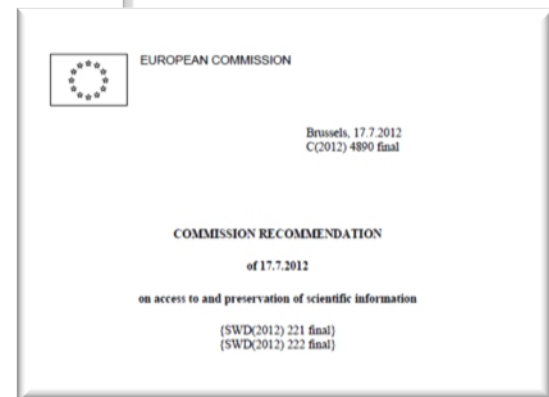 EUROPEAN COMMISSION
Brussels, 17.7.2012
C(2012) 4890 final
COMMISSION RECOMMENDATION
of 17.7.2012
on access to and preservation of scientific information
{SWD(2012) 221 final}
{SWD(2012) 222 final}